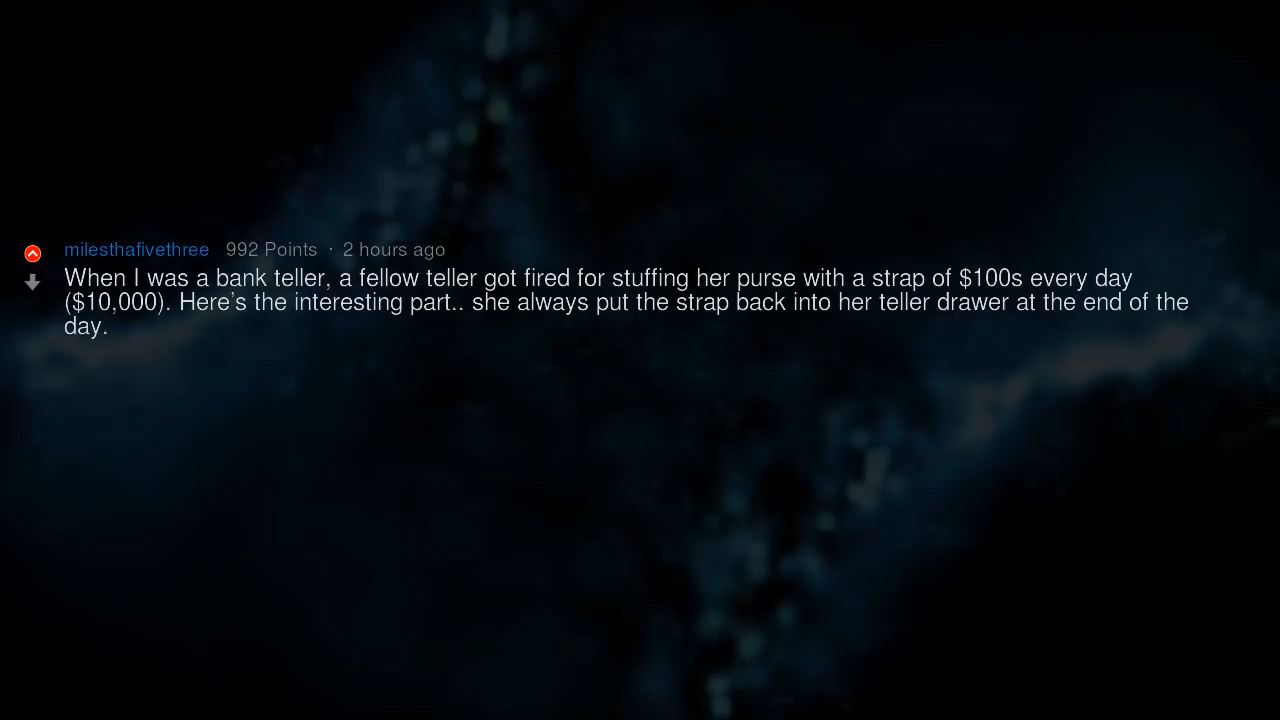 milesthafivethree 992 Points · 2 hours ago
When I was a bank teller, a fellow teller got fired for stuffing her purse with a strap of $100s every day
($10,000). Here's the interesting part.. she always put the strap back into her teller drawer at the end of the
day.